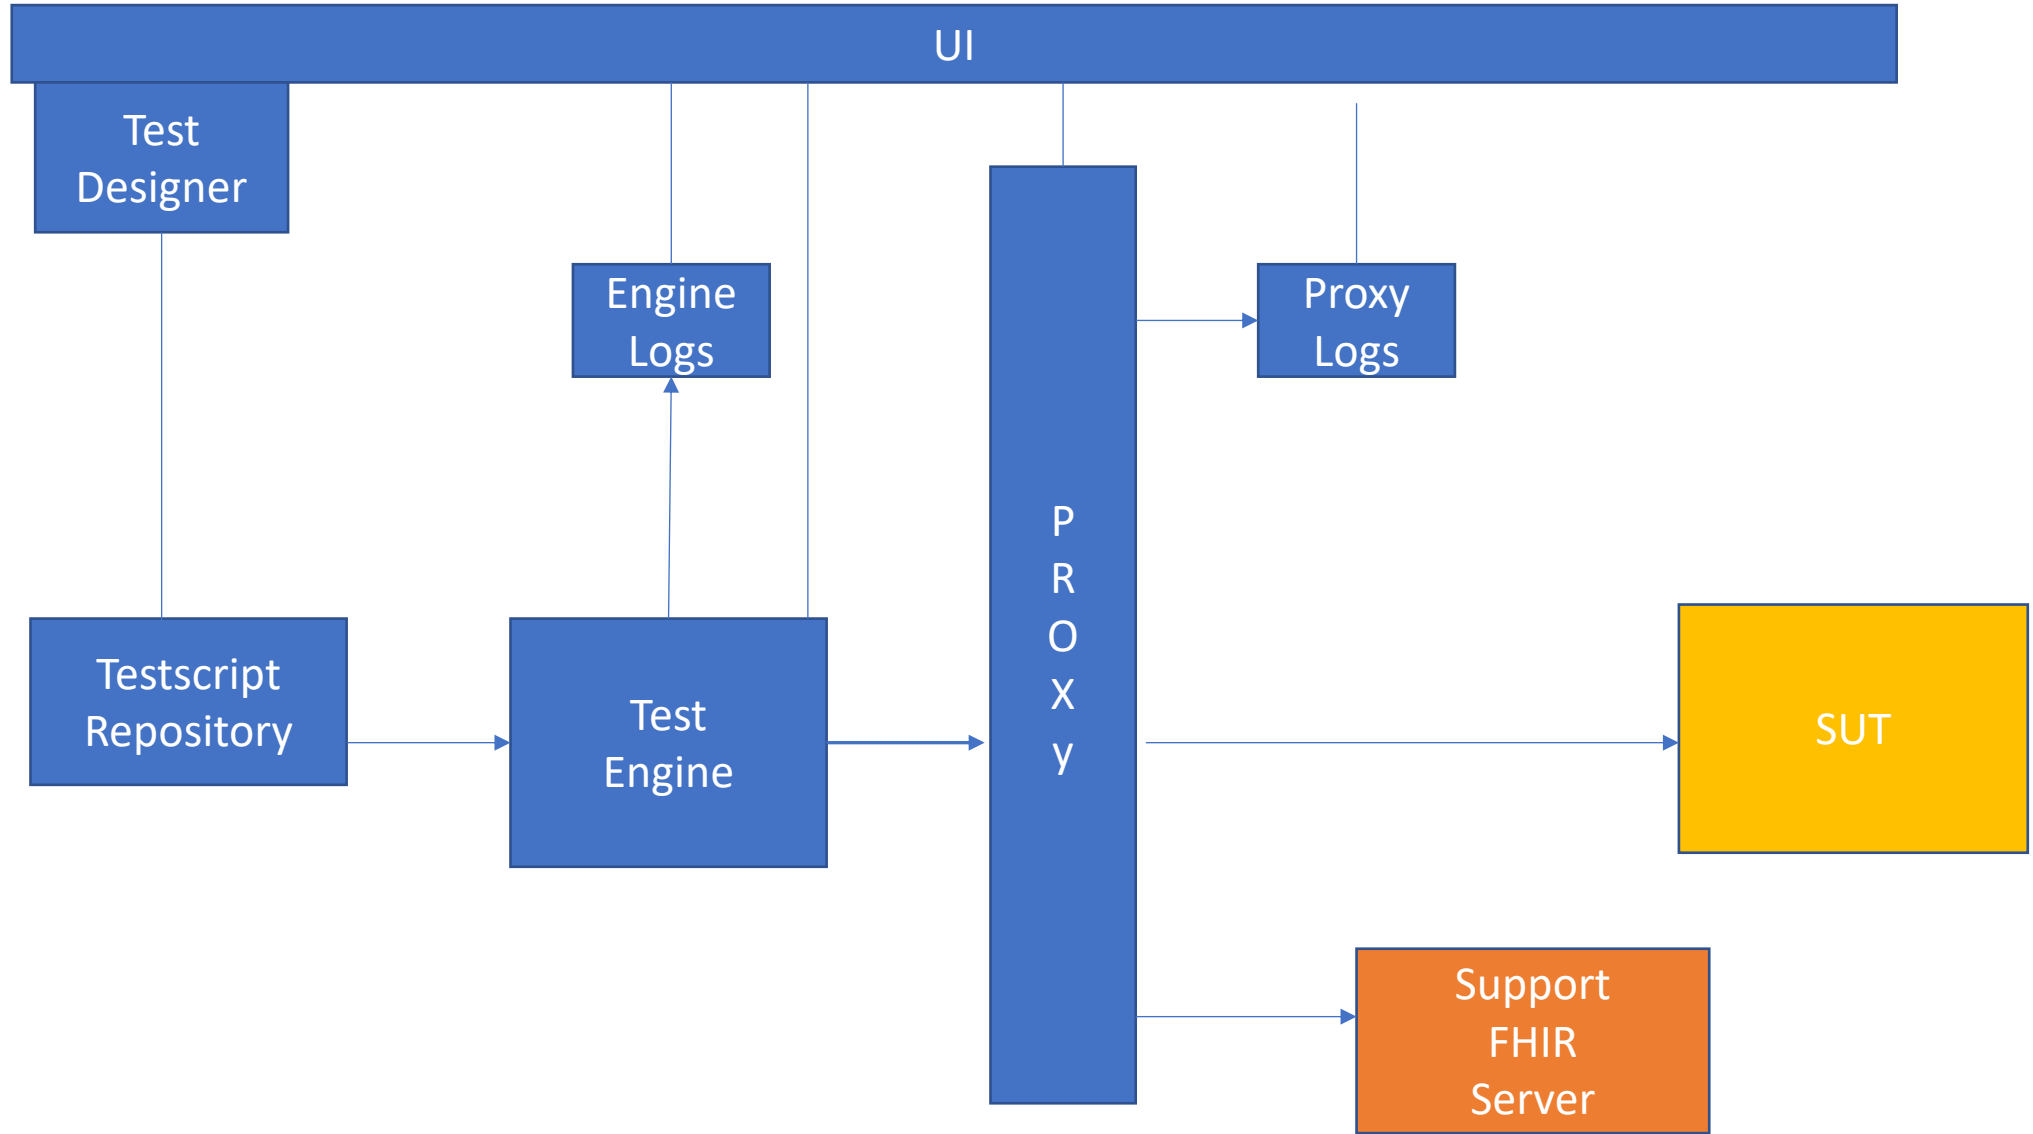 UI
Test
Designer
Engine
Logs
Proxy
Logs
P
R
O
X
y
Testscript
Repository
Test
Engine
SUT
Support
FHIR
Server